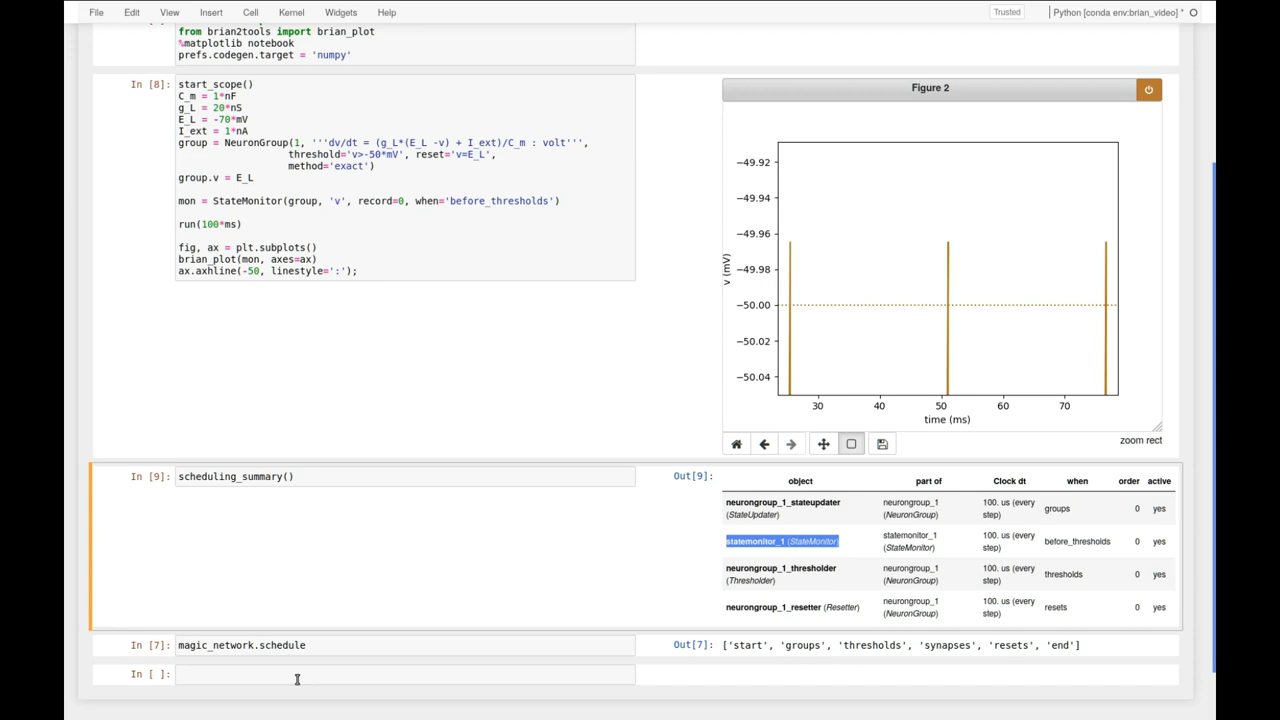 File Edit View Insert Cell Kernel Widgets Help Trusted Python [conda env:brian_video] *
from brian2tools import brian_plot
%matplotlib notebook
prefs.codegen.target = 'numpy'
In [8]: start_scope()
C_m = 1*nF
g_L = 20*nS
E_L = -70*mV
I_ext = 1*nA
group = NeuronGroup(1, '''dv/dt = (g_L*(E_L -v) + I_ext)/C_m : volt''',
threshold='v>-50*mV', reset='v=E_L',
method='exact')
group.v = E_L
mon = StateMonitor(group, 'v', record=0, when='before_thresholds')
run(100*ms)
fig, ax = plt.subplots()
brian_plot(mon, axes=ax)
ax.axhline(-50, linestyle=':');
Figure 2
−49.92
−49.94
−49.96
−49.98
−50.00
−50.02
−50.04
v (mV)
30 40 50 60 70
time (ms)
zoom rect
In [9]: scheduling_summary()
Out[9]:
object part of Clock dt when order active
neurongroup_1_stateupdater neurongroup_1 100. us (every groups 0 yes
(StateUpdater) (NeuronGroup) step)
statemonitor_1 (StateMonitor) statemonitor_1 100. us (every before_thresholds 0 yes
(StateMonitor) step)
neurongroup_1_thresholder neurongroup_1 100. us (every thresholds 0 yes
(Thresholder) (NeuronGroup) step)
neurongroup_1_resetter (Resetter) neurongroup_1 100. us (every resets 0 yes
(NeuronGroup) step)
In [7]: magic_network.schedule
Out[7]: ['start', 'groups', 'thresholds', 'synapses', 'resets', 'end']
In [ ]: